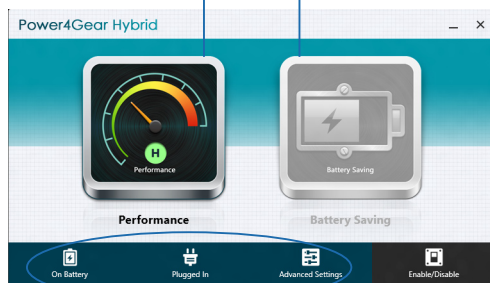 Power4Gear Hybrid
H
Performance
Battery Saving
Performance
Battery Saving
On Battery
Plugged In
Advanced Settings
Enable/Disable